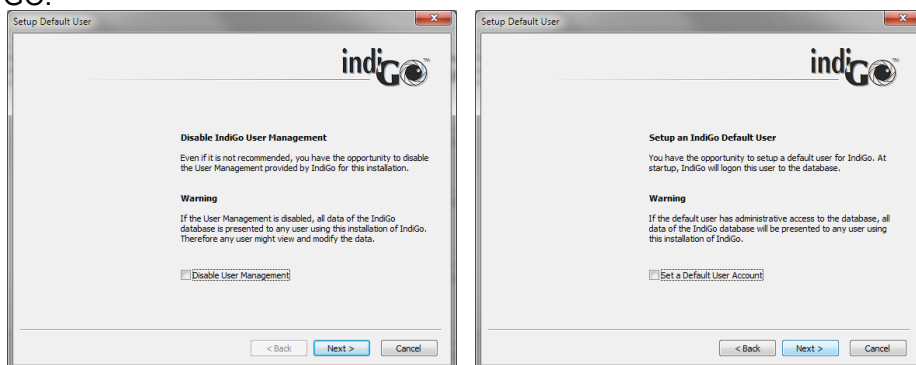 GO.
Setup Default User
indiGo™
Disable IndiGo User Management
Even if it is not recommended, you have the opportunity to disable
the User Management provided by IndiGo for this installation.
Warning
If the User Management is disabled, all data of the IndiGo
database is presented to any user using this installation of IndiGo.
Therefore any user might view and modify the data.
Disable User Management
< Back Next > Cancel
Setup Default User
indiGo™
Setup an IndiGo Default User
You have the opportunity to setup a default user for IndiGo. At
startup, IndiGo will logon this user to the database.
Warning
If the default user has administrative access to the database, all
data of the IndiGo database will be presented to any user using
this installation of IndiGo.
Set a Default User Account
< Back Next > Cancel